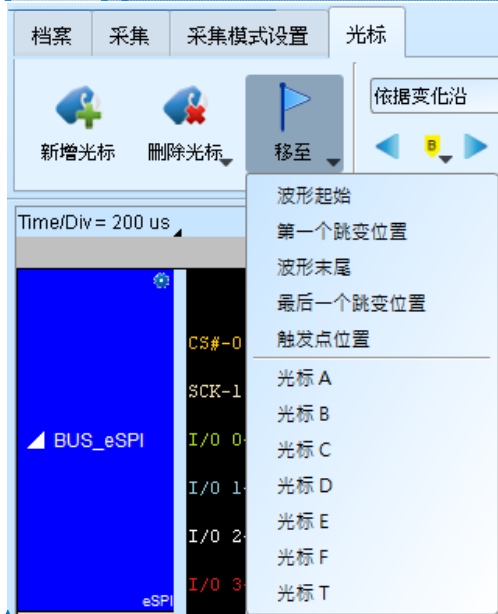 档案 采集 采集模式设置 光标
依据变化沿
新增光标 删除光标 移至 B
波形起始
Time/Div = 200 us
第一个跳变位置
波形末尾
最后一个跳变位置
CS#-0 触发点位置
SCK-1 光标 A
光标 B
BUS_eSPI I/O 0-
光标 C
I/O 1- 光标 D
光标 E
I/O 2-
光标 F
I/O 3- 光标 T
eSPI